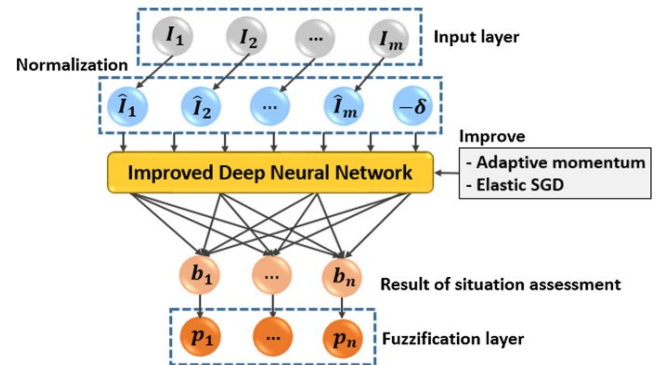 I₁ I₂ ... Iₘ Input layer
Normalization
Î₁ Î₂ ... Îₘ −δ
Improve
Improved Deep Neural Network
- Adaptive momentum
- Elastic SGD
b₁ ... bₙ Result of situation assessment
p₁ ... pₙ Fuzzification layer